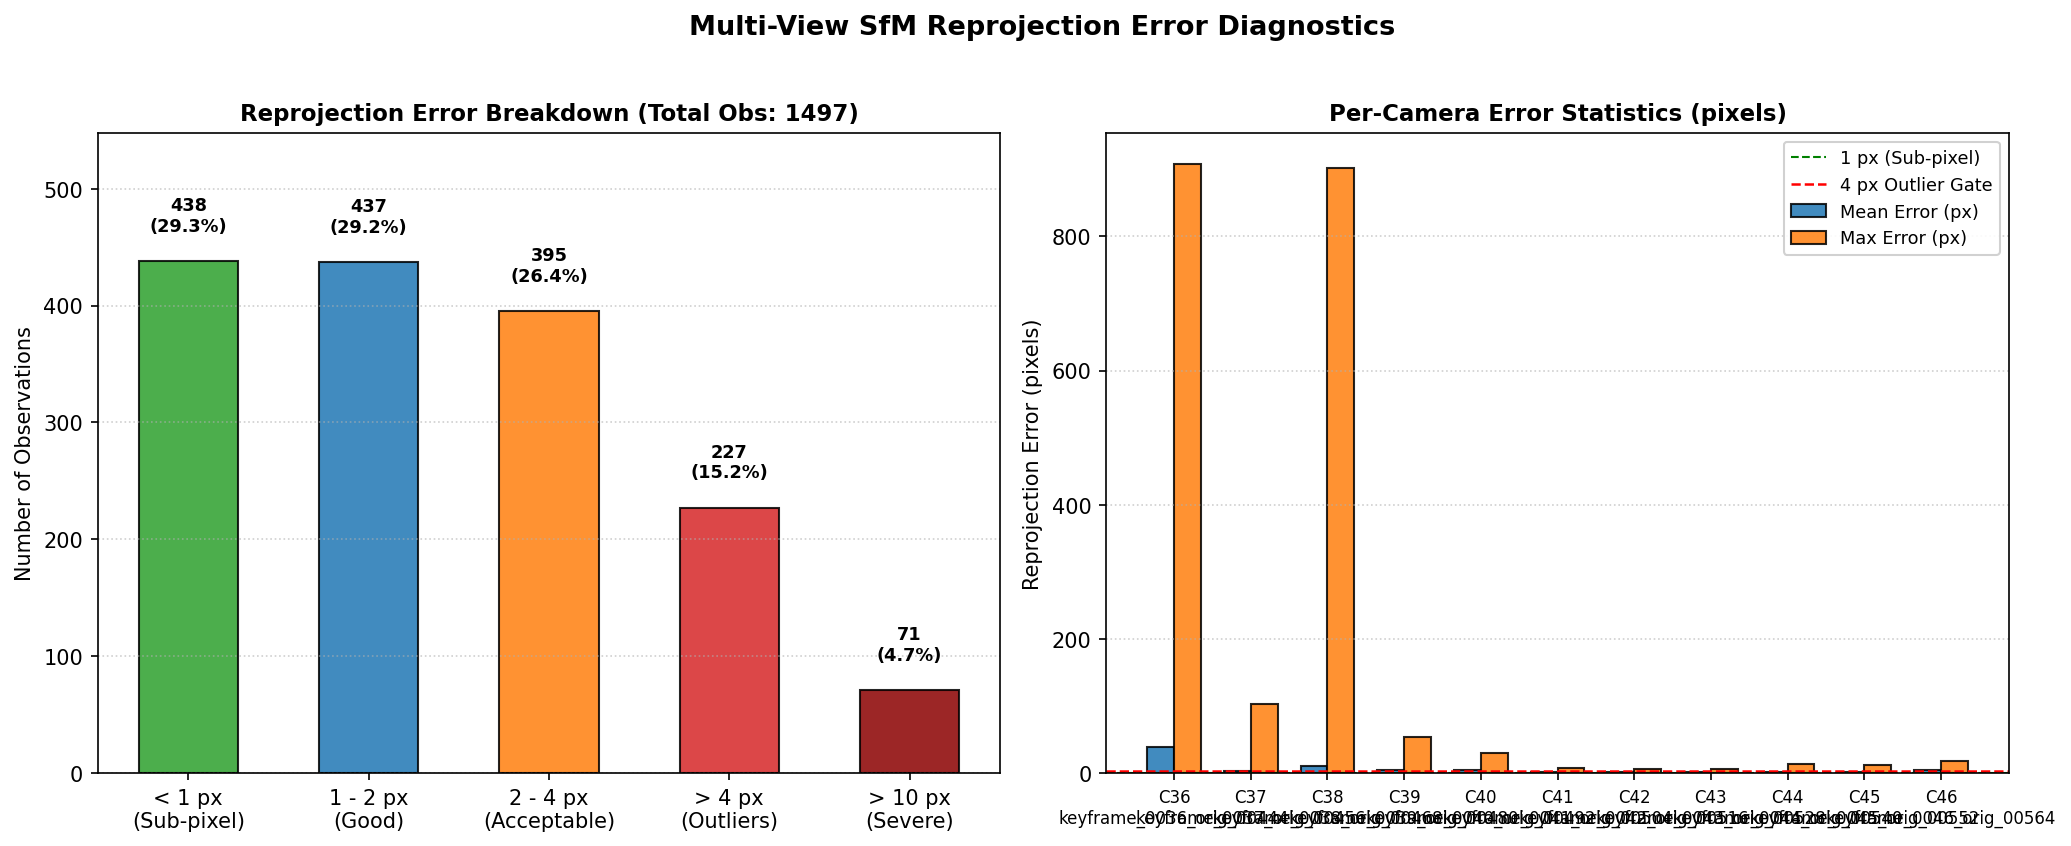 Multi-View SfM Reprojection Error Diagnostics
Reprojection Error Breakdown (Total Obs: 1497)
Number of Observations
500
400
300
200
100
0
438
(29.3%)
437
(29.2%)
395
(26.4%)
227
(15.2%)
71
(4.7%)
< 1 px
(Sub-pixel)
1 - 2 px
(Good)
2 - 4 px
(Acceptable)
> 4 px
(Outliers)
> 10 px
(Severe)
Per-Camera Error Statistics (pixels)
Reprojection Error (pixels)
800
600
400
200
0
1 px (Sub-pixel)
4 px Outlier Gate
Mean Error (px)
Max Error (px)
C36
C37
C38
C39
C40
C41
C42
C43
C44
C45
C46